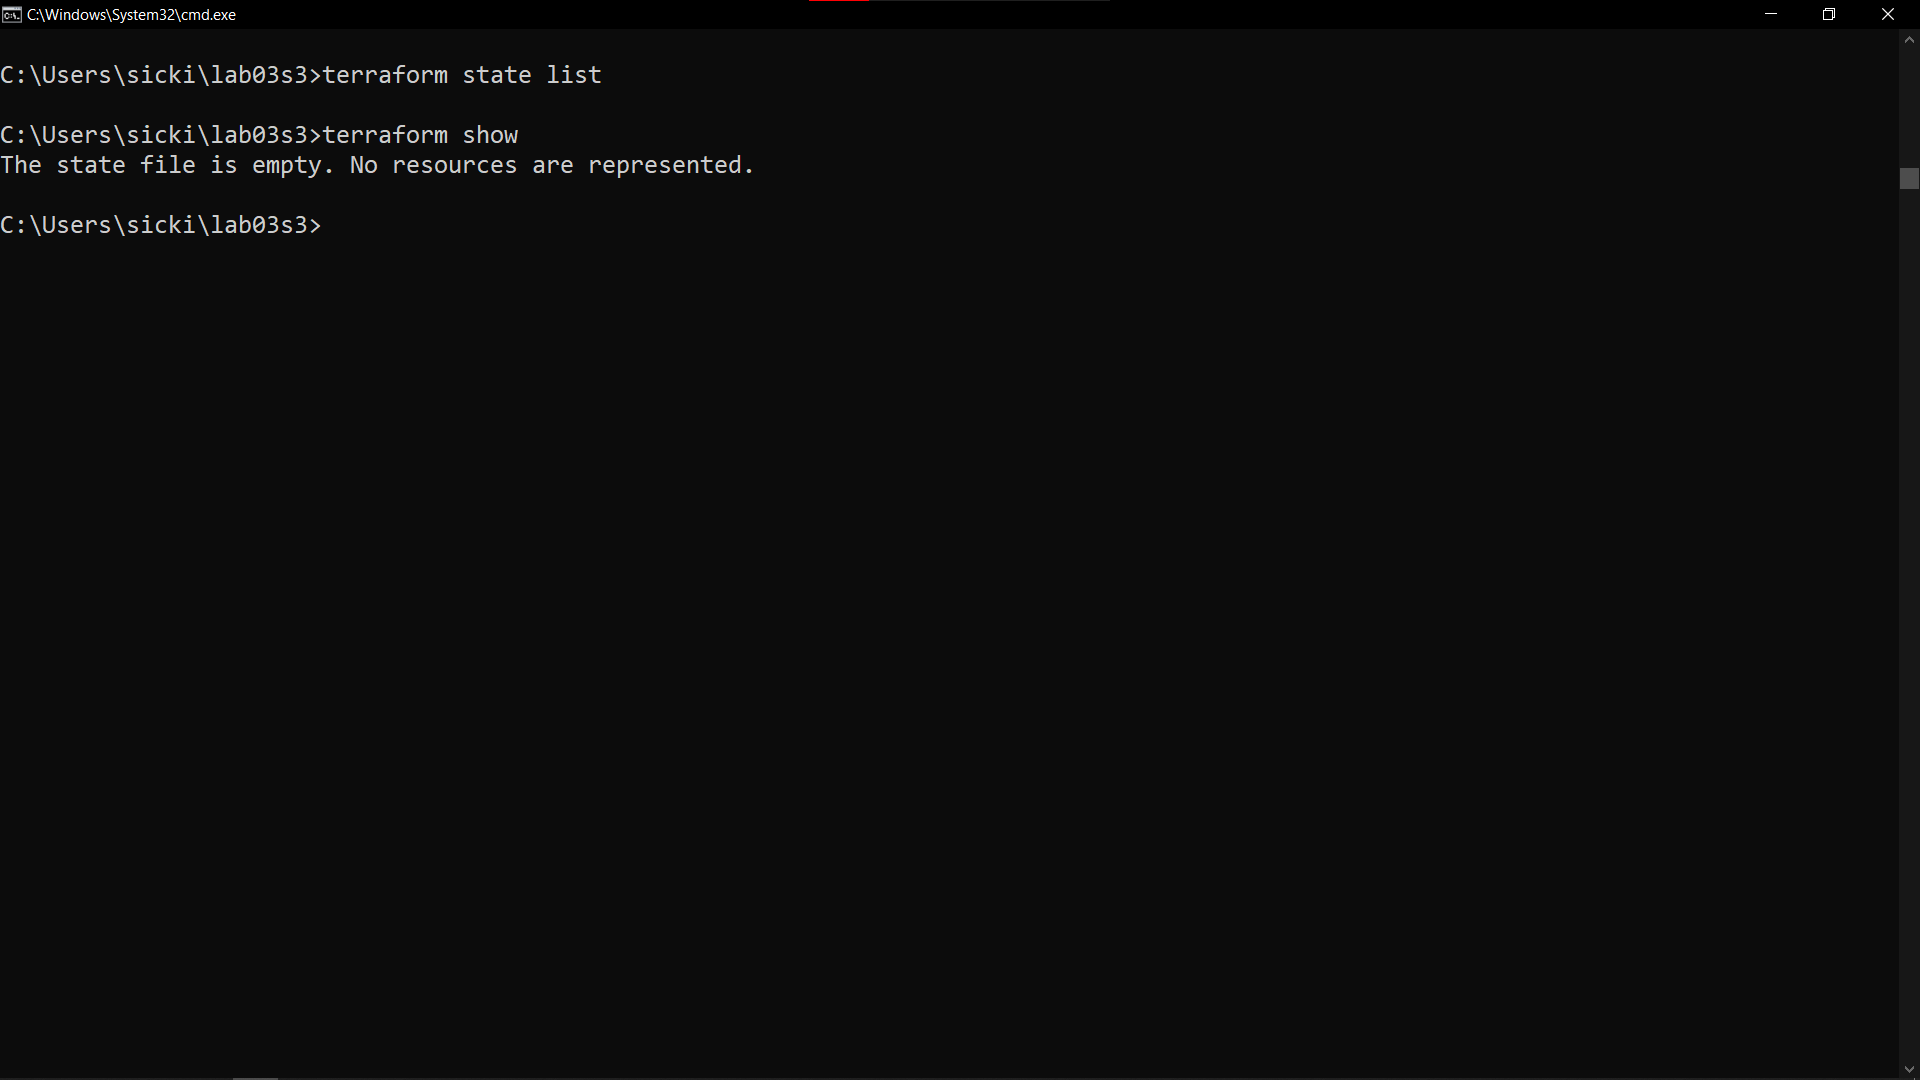 C:\Windows\System32\cmd.exe
C:\Users\sicki\lab03s3>terraform state list
C:\Users\sicki\lab03s3>terraform show
The state file is empty. No resources are represented.
C:\Users\sicki\lab03s3>